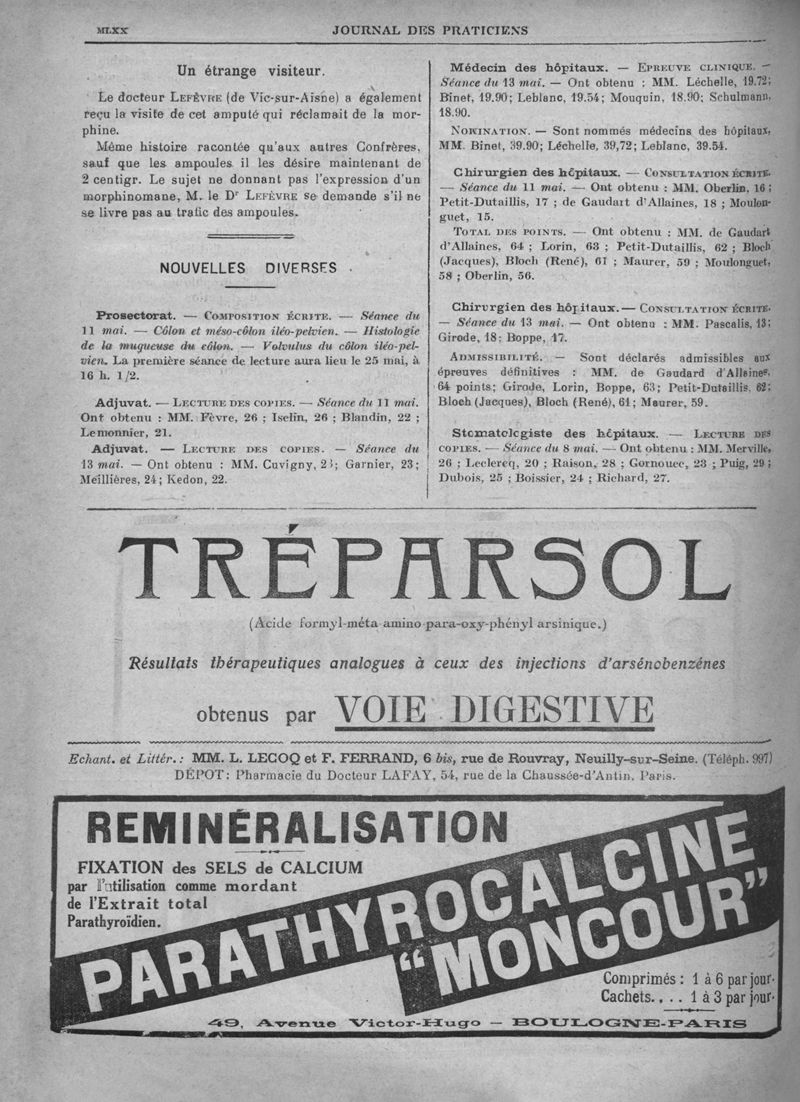 MLXX
JOURNAL DES PRATICIENS
Un étrange visiteur.
Le docteur LEFÊVRE (de Vic-sur-Aisne) a également
reçu la visite de cet amputé qui réclamait de la mor-
phine.
Même histoire racontée qu'aux autres Confrères,
sauf que les ampoules il les désire maintenant de
2 centigr. Le sujet ne donnant pas l'expression d'un
morphinomane, M. le Dr LEFÈVRE se demande s'il ne
se livre pas au trafic des ampoules.
NOUVELLES DIVERSES
Prosectorat. — COMPOSITION ÉCRITE. — Séance du
11 mai. — Côlon et méso-côlon iléo-pelvien. — Histologie
de la muqueuse du côlon. — Volvulus du côlon iléo-pel-
vien. La première séance de lecture aura lieu le 25 mai, à
16 h. 1/2.
Adjuvat. — LECTURE DES COPIES. — Séance du 11 mai.
Ont obtenu : MM. Fèvre, 26 ; Iselin, 26 ; Blandin, 22 ;
Lemonnier, 21.
Adjuvat. — LECTURE DES COPIES. — Séance du
13 mai. — Ont obtenu : MM. Cuvigny, Garnier, 23;
Meillières, 24; Kedon, 22.
Médecin des hôpitaux. — EPREUVE CLINIQUE. —
Séance du 13 mai. — Ont obtenu : MM. Léchelle, 19.72;
Binet, 19.90; Leblanc, 19.54; Mouquin, 18.90; Schulmann,
18.90.
NOMINATION. — Sont nommés médecins des hôpitaux,
MM. Binet, 39.90; Léchelle, 39,72; Leblanc, 39.54.
Chirurgien des hôpitaux. — CONSULTATION ÉCRITE.
— Séance du 11 mai. — Ont obtenu : MM. Oberlin, 16 ;
Petit-Dutaillis, 17 ; de Gaudart d'Allaines, 18 ; Moulon-
guet, 15.
TOTAL DES POINTS. — Ont obtenu : MM. de Gaudart
d'Allaines, 64 ; Lorin, 63 ; Petit-Dutaillis, 62 ; Bloch
(Jacques), Bloch (René), 61 ; Maurer, 59 ; Moulonguet,
58 ; Oberlin, 56.
Chirurgien des hôpitaux. — CONSULTATION ÉCRITE.
— Séance du 13 mai. — Ont obtenu : MM. Pascalis, 13;
Girode, 18; Boppe, 17.
ADMISSIBILITÉ. — Sont déclarés admissibles aux
épreuves définitives : MM. de Gaudard d'Allaines,
64 points; Girode, Lorin, Boppe, 63; Petit-Dutaillis, 62;
Bloch (Jacques), Bloch (René), 61; Maurer, 59.
Stomatologiste des hôpitaux. — LECTURE DES
COPIES. — Séance du 8 mai. — Ont obtenu : MM. Merville,
26 ; Leclercq, 20 ; Raison, 28 ; Gornouec, 23 ; Puig, 29 ;
Dubois, 25 ; Boissier, 24 ; Richard, 27.
TRÉPARSOL
(Acide formyl-méta amino-para-oxy-phényl arsinique.)
Résultats thérapeutiques analogues à ceux des injections d'arsénobenzénes
obtenus par VOIE DIGESTIVE
Echant. et Littér. : MM. L. LECOQ et F. FERRAND, 6 bis, rue de Rouvray, Neuilly-sur-Seine. (Téléph. 997)
DÉPOT: Pharmacie du Docteur LAFAY, 54, rue de la Chaussée-d'Antin, Paris.
REMINÉRALISATION
FIXATION des SELS de CALCIUM
par l'utilisation comme mordant
de l'Extrait total
Parathyroïdien.
PARATHYROCALCINE
"MONCOUR"
Comprimés : 1 à 6 par jour.
Cachets.... 1 à 3 par jour.
49, Avenue Victor-Hugo — BOULOGNE-PARIS